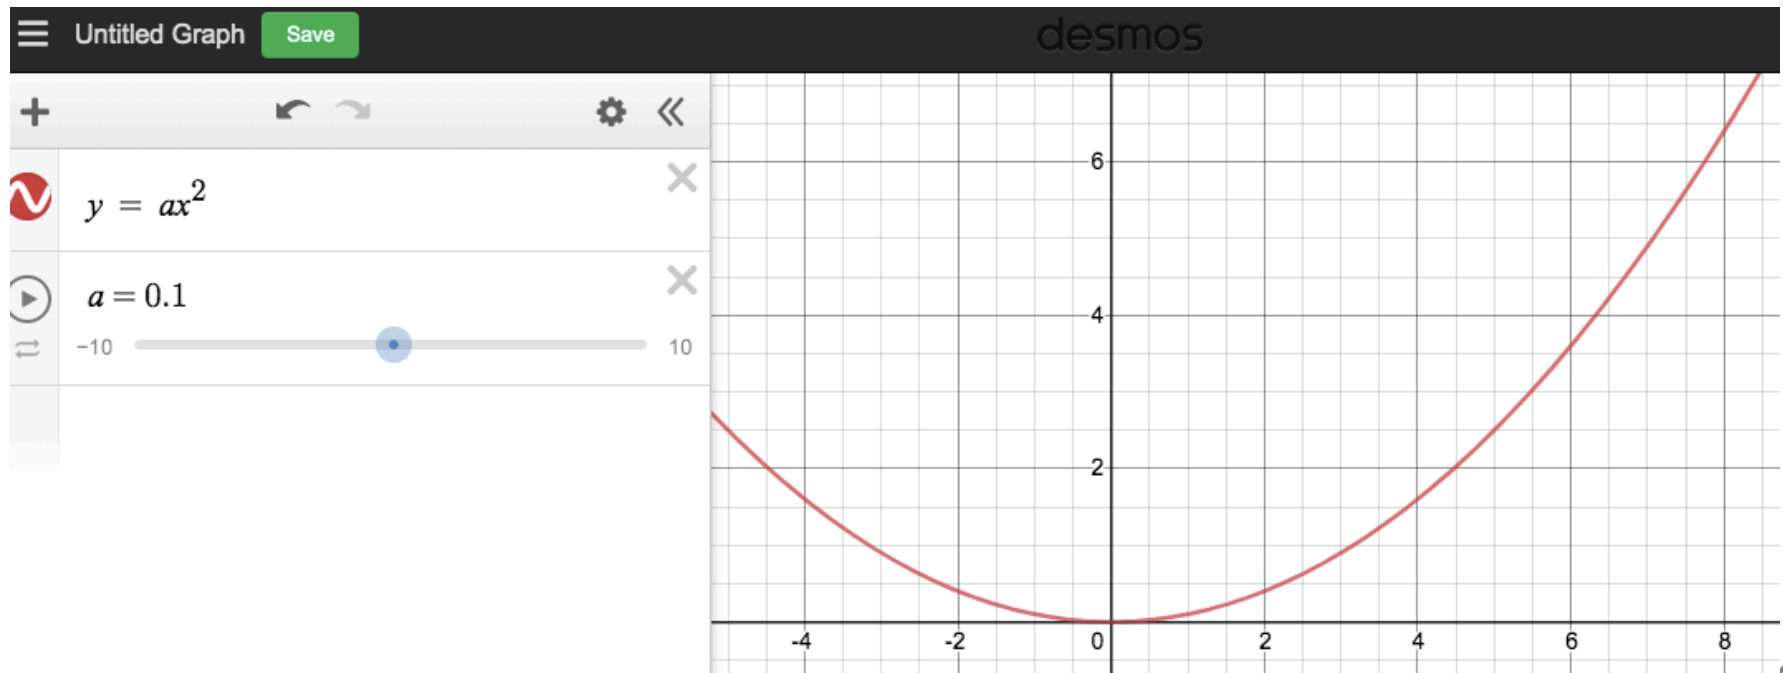 Untitled Graph Save desmos
y = ax²
a = 0.1
−10 10
6
4
2
-4 -2 0 2 4 6 8